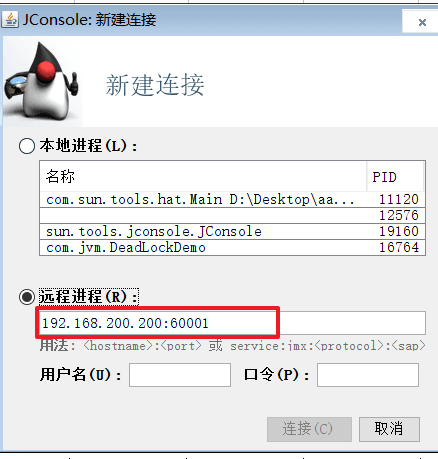 JConsole: 新建连接
新建连接
本地进程(L):
名称 PID
com.sun.tools.hat.Main D:\Desktop\aa... 11120
12576
sun.tools.jconsole.JConsole 19160
com.jvm.DeadLockDemo 16764
远程进程(R):
192.168.200.200:60001
用法: <hostname>:<port> 或 service:jmx:<protocol>:<sap>
用户名(U): 口令(P):
连接(C) 取消